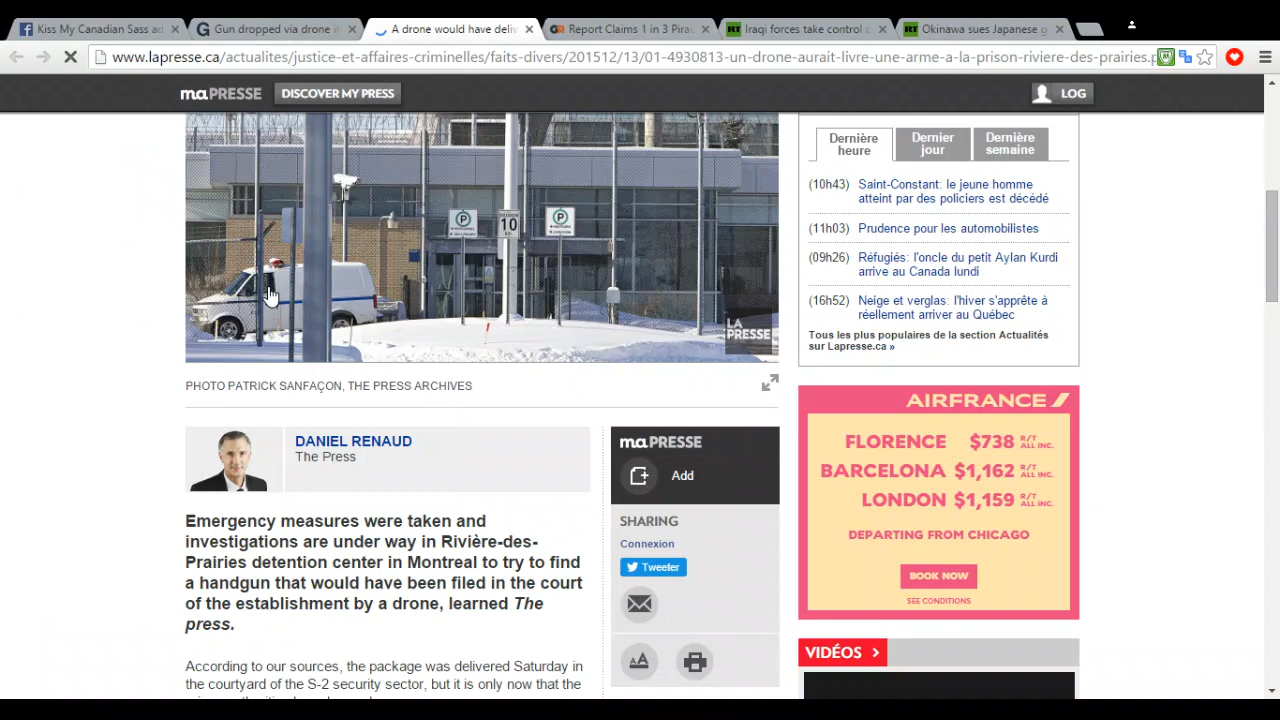 Kiss My Canadian Sass ad
Gun dropped via drone i
A drone would have deliv
Report Claims 1 in 3 Pirac
Iraqi forces take control o
Okinawa sues Japanese g
www.lapresse.ca/actualites/justice-et-affaires-criminelles/faits-divers/201512/13/01-4930813-un-drone-aurait-livre-une-arme-a-la-prison-riviere-des-prairies.p
maPRESSE
DISCOVER MY PRESS
LOG
P
MAXIMUM
10
P
LA
PRESSE
PHOTO PATRICK SANFAÇON, THE PRESS ARCHIVES
DANIEL RENAUD
The Press
Emergency measures were taken and
investigations are under way in Rivière-des-
Prairies detention center in Montreal to try to find
a handgun that would have been filed in the court
of the establishment by a drone, learned The
press.
According to our sources, the package was delivered Saturday in
the courtyard of the S-2 security sector, but it is only now that the
maPRESSE
Add
SHARING
Connexion
Tweeter
AA
Dernière
heure
Dernier
jour
Dernière
semaine
(10h43) Saint-Constant: le jeune homme
atteint par des policiers est décédé
(11h03) Prudence pour les automobilistes
(09h26) Réfugiés: l'oncle du petit Aylan Kurdi
arrive au Canada lundi
(16h52) Neige et verglas: l'hiver s'apprête à
réellement arriver au Québec
Tous les plus populaires de la section Actualités
sur Lapresse.ca »
AIRFRANCE
FLORENCE $738 R/T ALL INC.
BARCELONA $1,162 R/T ALL INC.
LONDON $1,159 R/T ALL INC.
DEPARTING FROM CHICAGO
BOOK NOW
SEE CONDITIONS
VIDÉOS >